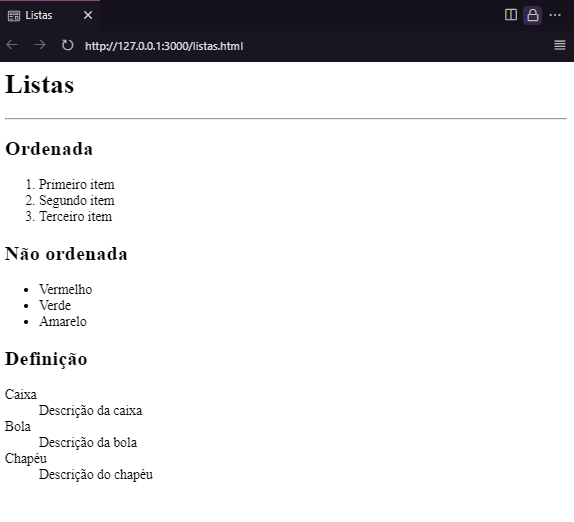 Listas
http://127.0.0.1:3000/listas.html
Listas
Ordenada
1. Primeiro item
2. Segundo item
3. Terceiro item
Não ordenada
• Vermelho
• Verde
• Amarelo
Definição
Caixa
Descrição da caixa
Bola
Descrição da bola
Chapéu
Descrição do chapéu